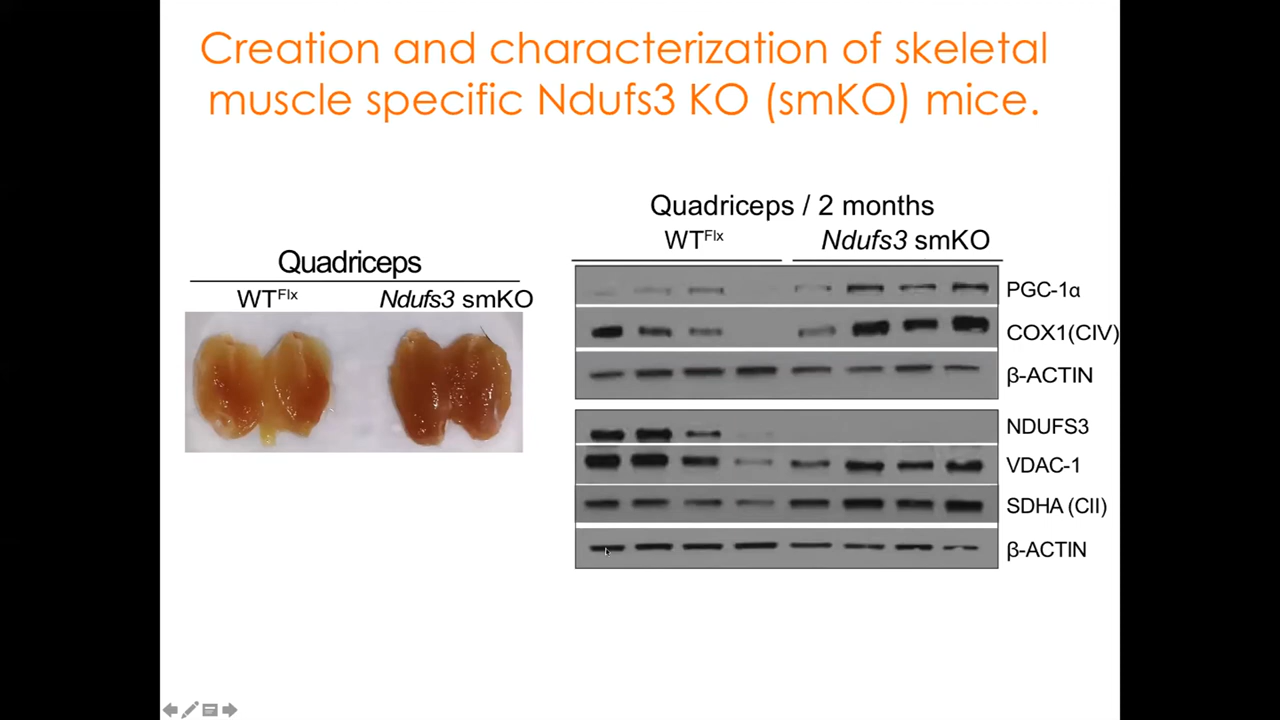 Creation and characterization of skeletal
muscle specific Ndufs3 KO (smKO) mice.
Quadriceps
WTFlx Ndufs3 smKO
Quadriceps / 2 months
WTFlx Ndufs3 smKO
PGC-1α
COX1(CIV)
β-ACTIN
NDUFS3
VDAC-1
SDHA (CII)
β-ACTIN